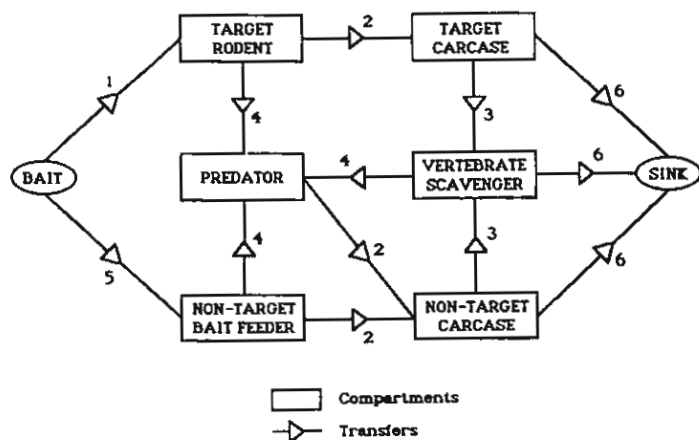 TARGET
RODENT
2
TARGET
CARCASE
1
6
4
3
BAIT
PREDATOR
4
VERTEBRATE
SCAVENGER
6
SINK
4
2
3
5
6
NON-TARGET
BAIT FEEDER
2
NON-TARGET
CARCASE
Compartments
Transfers